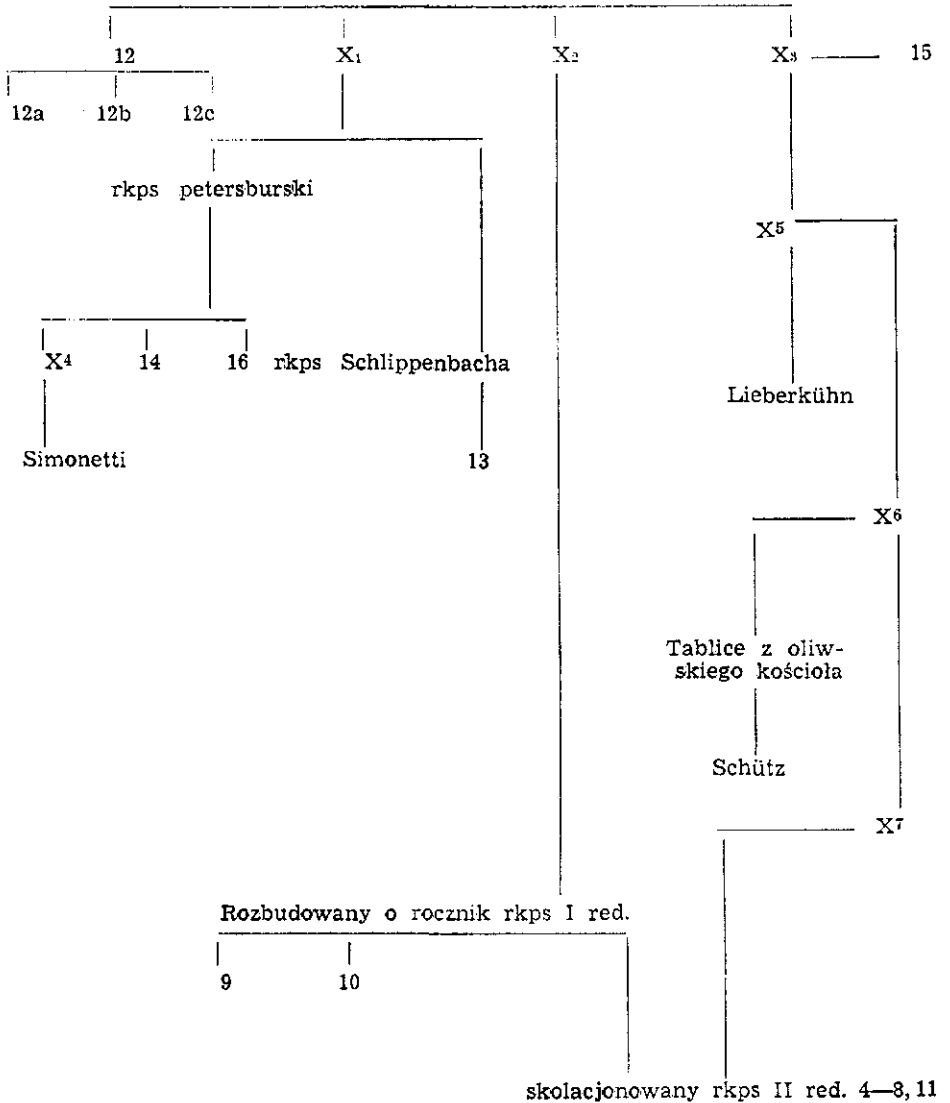 12 X₁ X₂ X₃ 15
12a 12b 12c
rkps petersburski
X⁵
X⁴ 14 16 rkps Schlippenbacha
Lieberkühn
Simonetti 13
X⁶
Tablice z oliw-
skiego kościoła
Schütz
X⁷
Rozbudowany o rocznik rkps I red.
9 10
skolacjonowany rkps II red. 4—8, 11